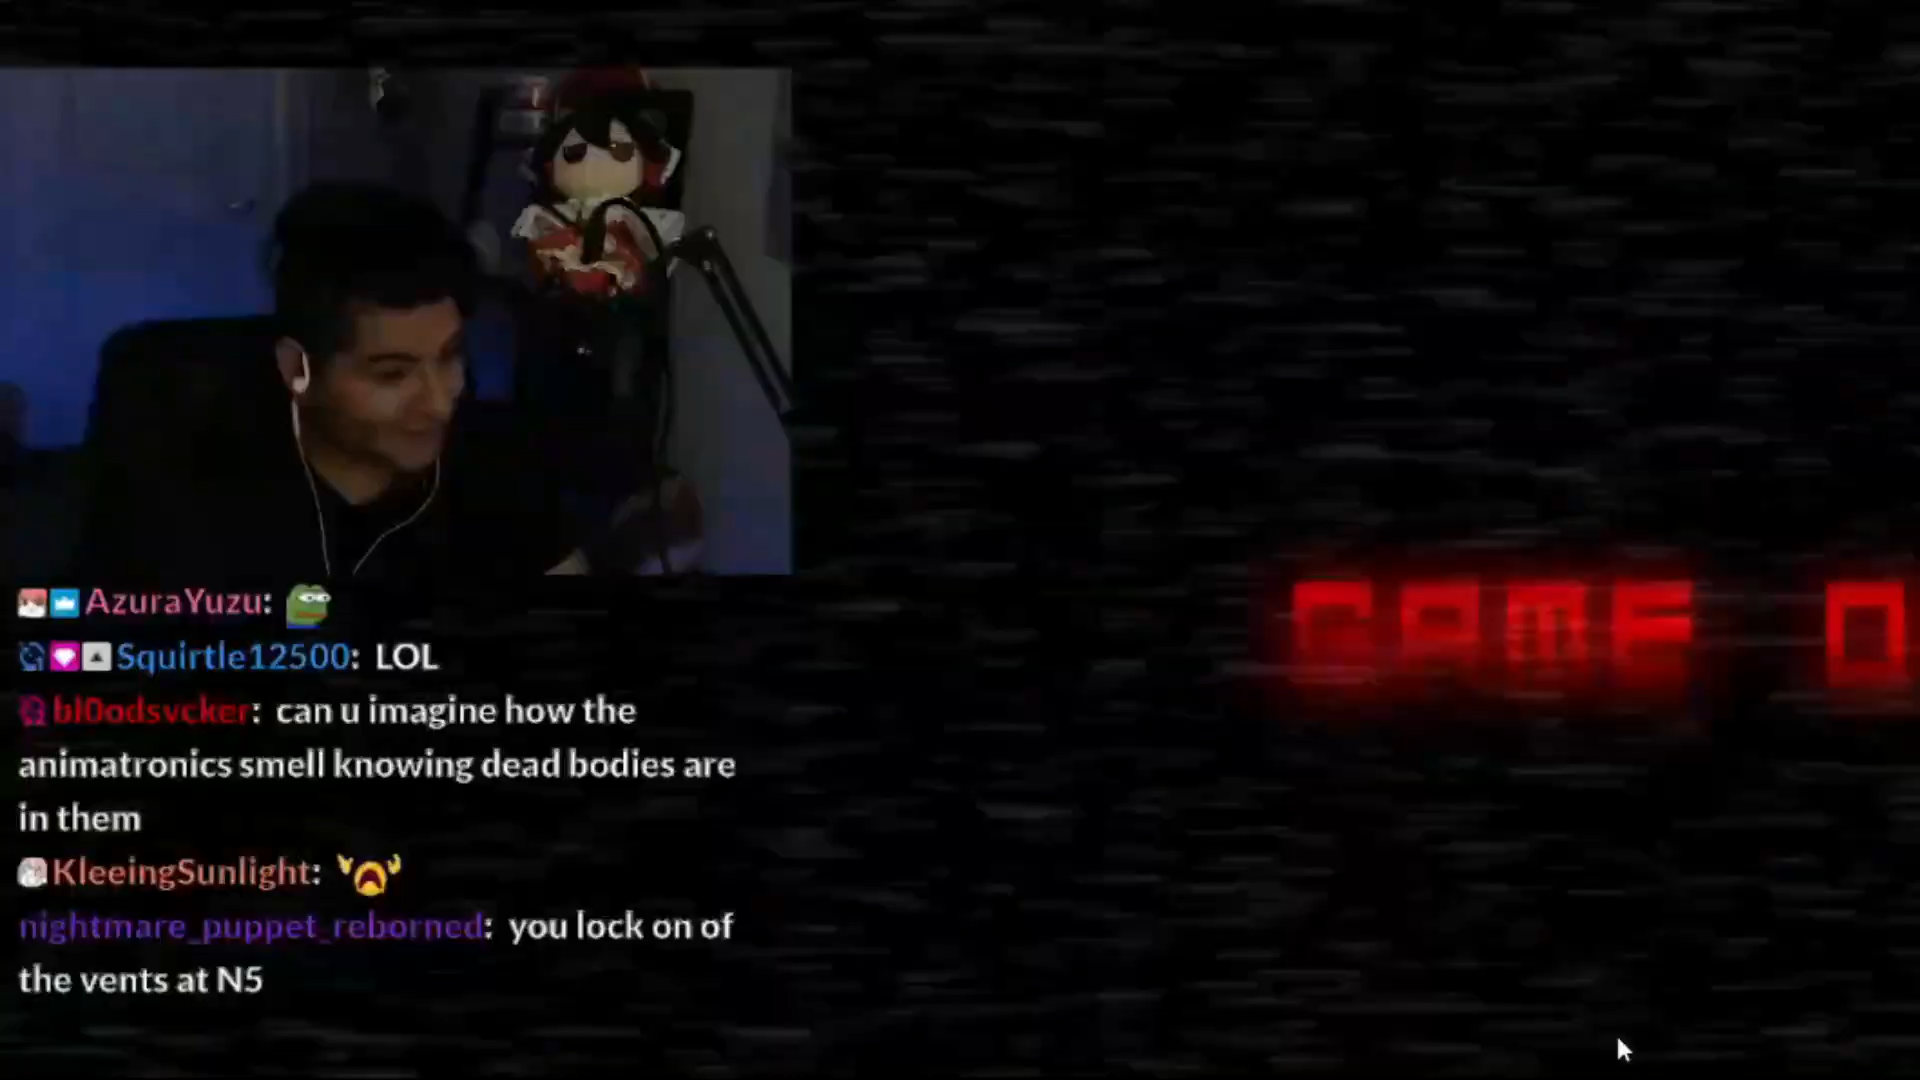 AzuraYuzu:
Squirtle12500: LOL
bl0odsvcker: can u imagine how the
animatronics smell knowing dead bodies are
in them
KleeingSunlight:
nightmare_puppet_reborned: you lock on of
the vents at N5
GAME O